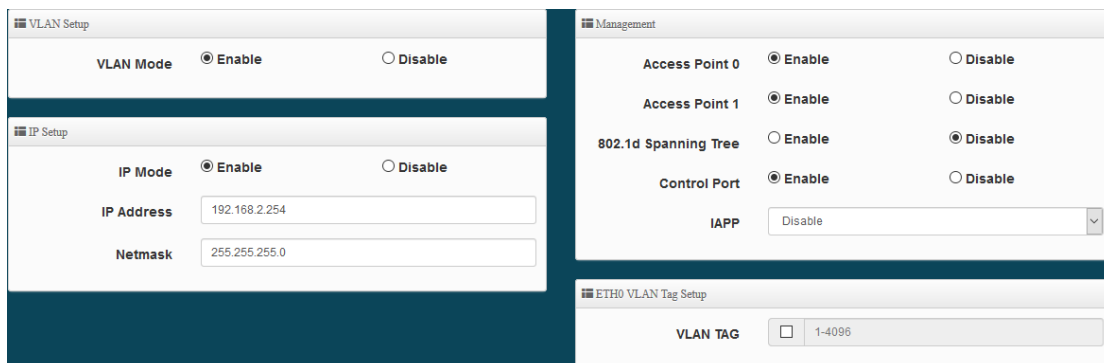 VLAN Setup
VLAN Mode Enable Disable
IP Setup
IP Mode Enable Disable
IP Address 192.168.2.254
Netmask 255.255.255.0
Management
Access Point 0 Enable Disable
Access Point 1 Enable Disable
802.1d Spanning Tree Enable Disable
Control Port Enable Disable
IAPP Disable
ETH0 VLAN Tag Setup
VLAN TAG 1-4096